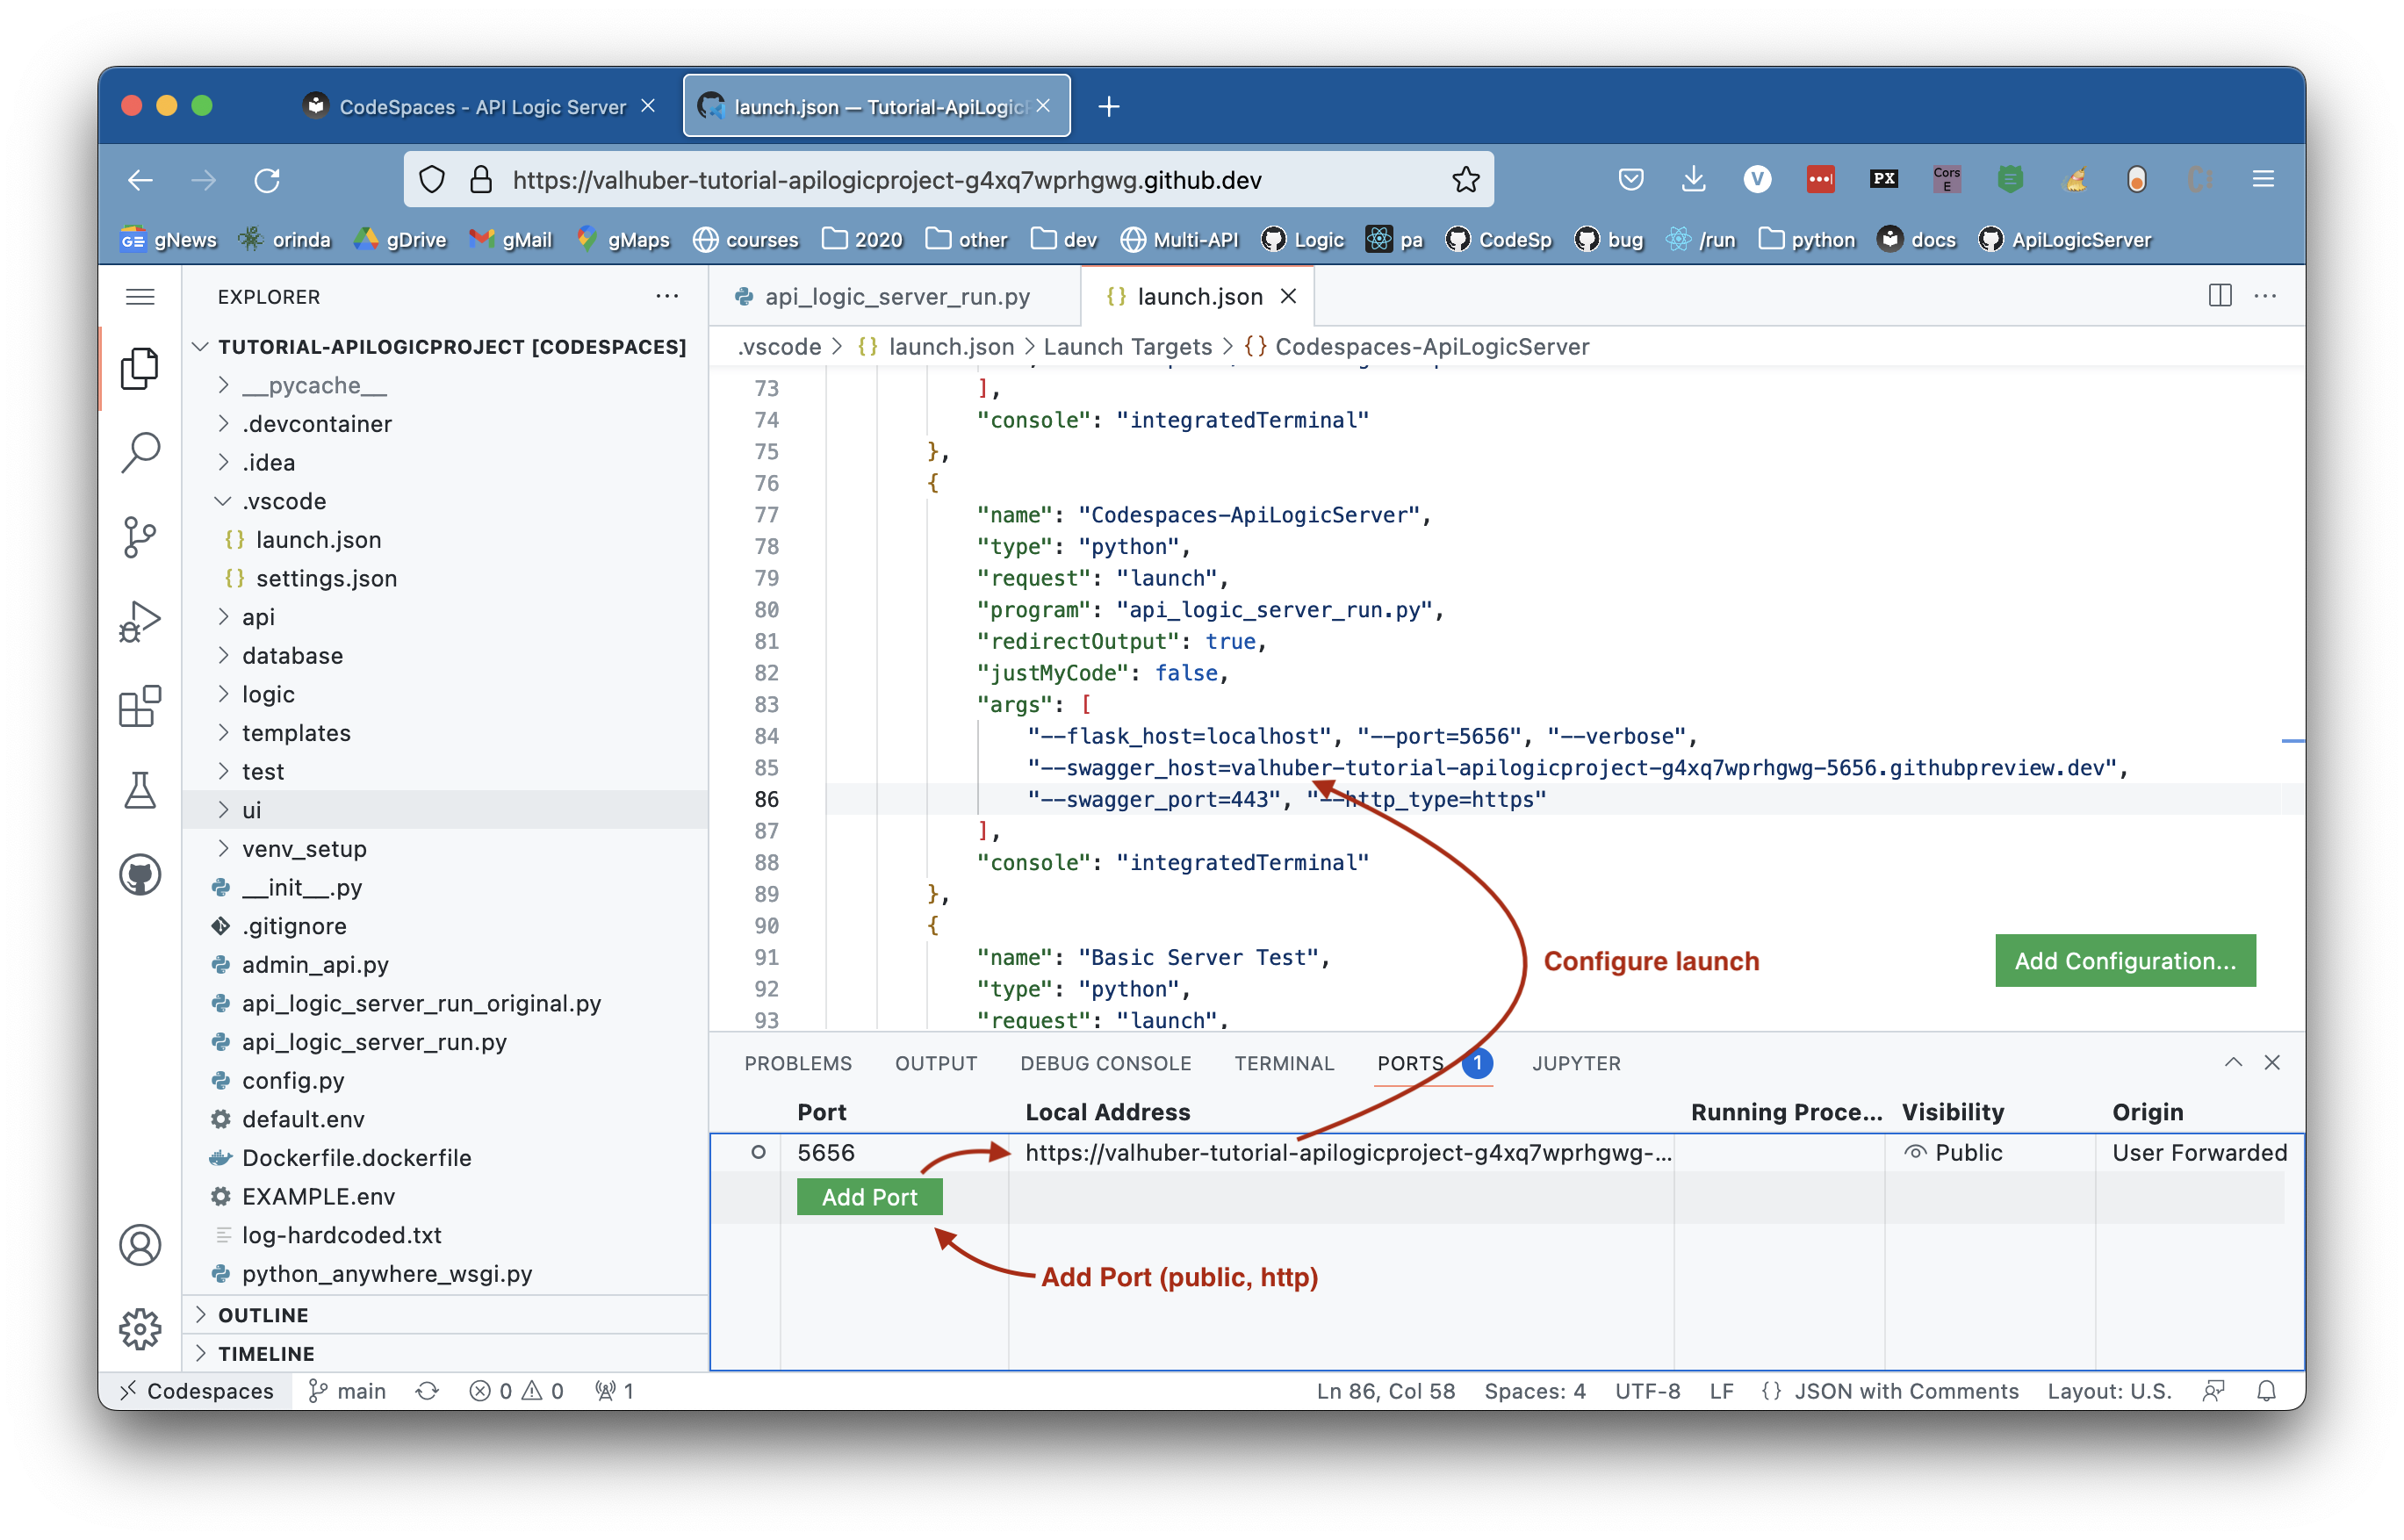 CodeSpaces - API Logic Server
launch.json — Tutorial-ApiLogicP
https://valhuber-tutorial-apilogicproject-g4xq7wprhgwg.github.dev
V
PX
Cors
E
GE gNews orinda gDrive gMail gMaps courses 2020 other dev Multi-API Logic pa CodeSp bug /run python docs ApiLogicServer
EXPLORER
TUTORIAL-APILOGICPROJECT [CODESPACES]
__pycache__
.devcontainer
.idea
.vscode
{} launch.json
{} settings.json
api
database
logic
templates
test
ui
venv_setup
__init__.py
.gitignore
admin_api.py
api_logic_server_run_original.py
api_logic_server_run.py
config.py
default.env
Dockerfile.dockerfile
EXAMPLE.env
log-hardcoded.txt
python_anywhere_wsgi.py
OUTLINE
TIMELINE
api_logic_server_run.py
{} launch.json
.vscode > {} launch.json > Launch Targets > {} Codespaces-ApiLogicServer
73 ],
74 "console": "integratedTerminal"
75 },
76 {
77 "name": "Codespaces-ApiLogicServer",
78 "type": "python",
79 "request": "launch",
80 "program": "api_logic_server_run.py",
81 "redirectOutput": true,
82 "justMyCode": false,
83 "args": [
84 "--flask_host=localhost", "--port=5656", "--verbose",
85 "--swagger_host=valhuber-tutorial-apilogicproject-g4xq7wprhgwg-5656.githubpreview.dev",
86 "--swagger_port=443", "--http_type=https"
87 ],
88 "console": "integratedTerminal"
89 },
90 {
91 "name": "Basic Server Test",
92 "type": "python",
93 "request": "launch",
Configure launch
Add Configuration...
PROBLEMS OUTPUT DEBUG CONSOLE TERMINAL PORTS 1 JUPYTER
Port Local Address Running Proce... Visibility Origin
5656 https://valhuber-tutorial-apilogicproject-g4xq7wprhgwg-... Public User Forwarded
Add Port
Add Port (public, http)
Codespaces main 0 0 1 Ln 86, Col 58 Spaces: 4 UTF-8 LF {} JSON with Comments Layout: U.S.